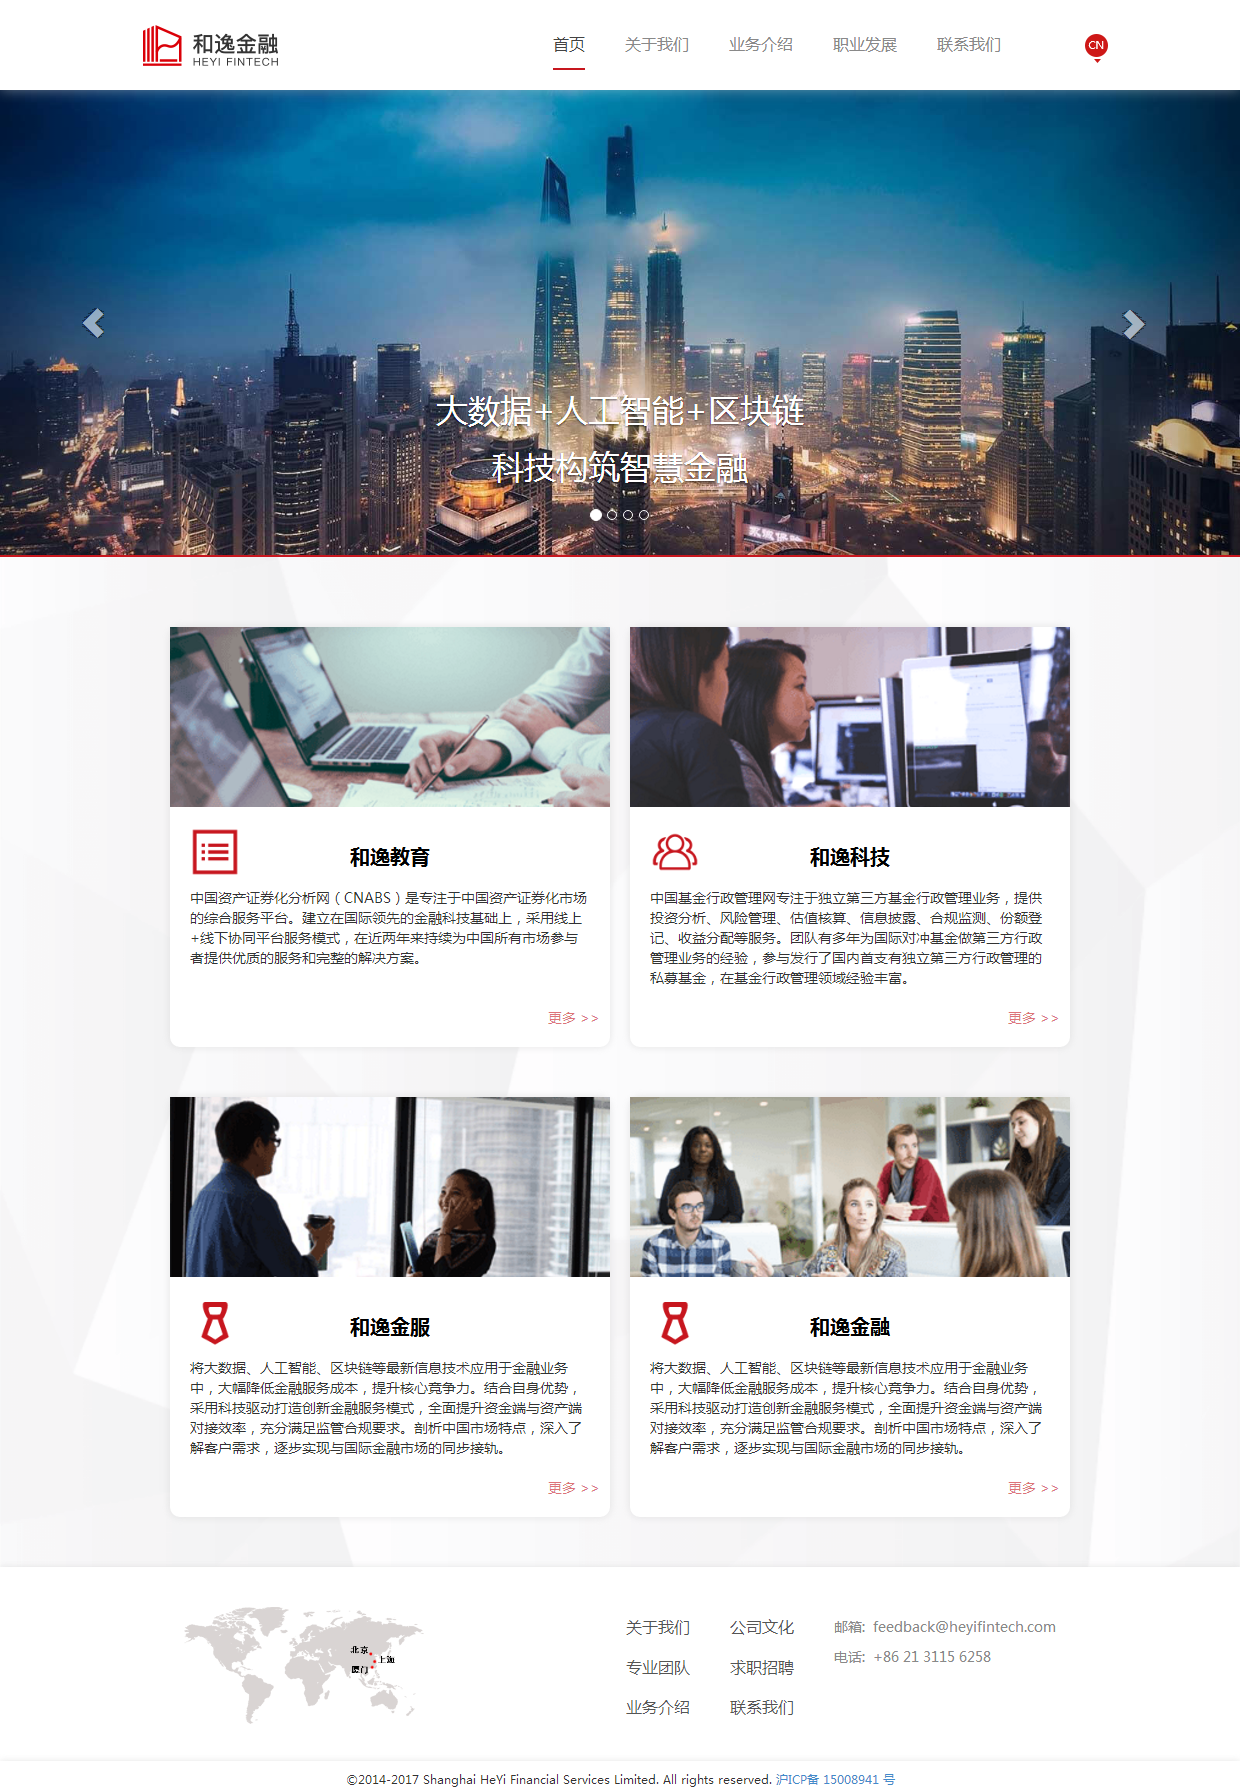 和逸金融
HEYI FINTECH
首页 关于我们 业务介绍 职业发展 联系我们
CN
大数据+人工智能+区块链
科技构筑智慧金融
和逸教育
中国资产证券化分析网（CNABS）是专注于中国资产证券化市场
的综合服务平台。建立在国际领先的金融科技基础上，采用线上
+线下协同平台服务模式，在近两年来持续为中国所有市场参与
者提供优质的服务和完整的解决方案。
更多 >>
和逸科技
中国基金行政管理网专注于独立第三方基金行政管理业务，提供
投资分析、风险管理、估值核算、信息披露、合规监测、份额登
记、收益分配等服务。团队有多年为国际对冲基金做第三方行政
管理业务的经验，参与发行了国内首支有独立第三方行政管理的
私募基金，在基金行政管理领域经验丰富。
更多 >>
和逸金服
将大数据、人工智能、区块链等最新信息技术应用于金融业务
中，大幅降低金融服务成本，提升核心竞争力。结合自身优势，
采用科技驱动打造创新金融服务模式，全面提升资金端与资产端
对接效率，充分满足监管合规要求。剖析中国市场特点，深入了
解客户需求，逐步实现与国际金融市场的同步接轨。
更多 >>
和逸金融
将大数据、人工智能、区块链等最新信息技术应用于金融业务
中，大幅降低金融服务成本，提升核心竞争力。结合自身优势，
采用科技驱动打造创新金融服务模式，全面提升资金端与资产端
对接效率，充分满足监管合规要求。剖析中国市场特点，深入了
解客户需求，逐步实现与国际金融市场的同步接轨。
更多 >>
北京
上海
厦门
关于我们 公司文化
专业团队 求职招聘
业务介绍 联系我们
邮箱: feedback@heyifintech.com
电话: +86 21 3115 6258
©2014-2017 Shanghai HeYi Financial Services Limited. All rights reserved. 沪ICP备 15008941 号